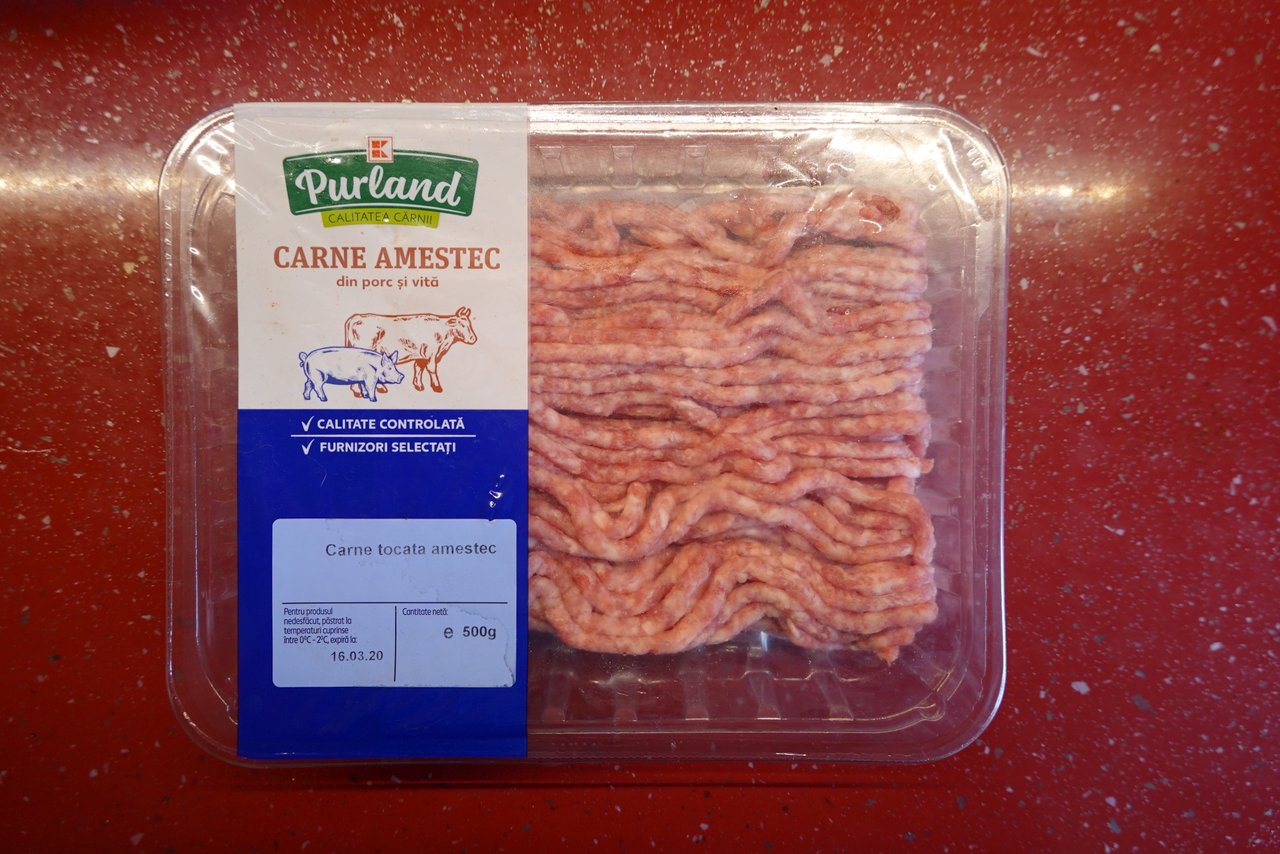 K
Purland
CALITATEA CĂRNII
CARNE AMESTEC
din porc și vită
✓ CALITATE CONTROLATĂ
✓ FURNIZORI SELECTAȚI
Carne tocata amestec
Pentru produsul
nedesfăcut, păstrat la
temperaturi cuprinse
între 0°C - 2°C, expiră la:
16.03.20
Cantitate netă:
e 500g